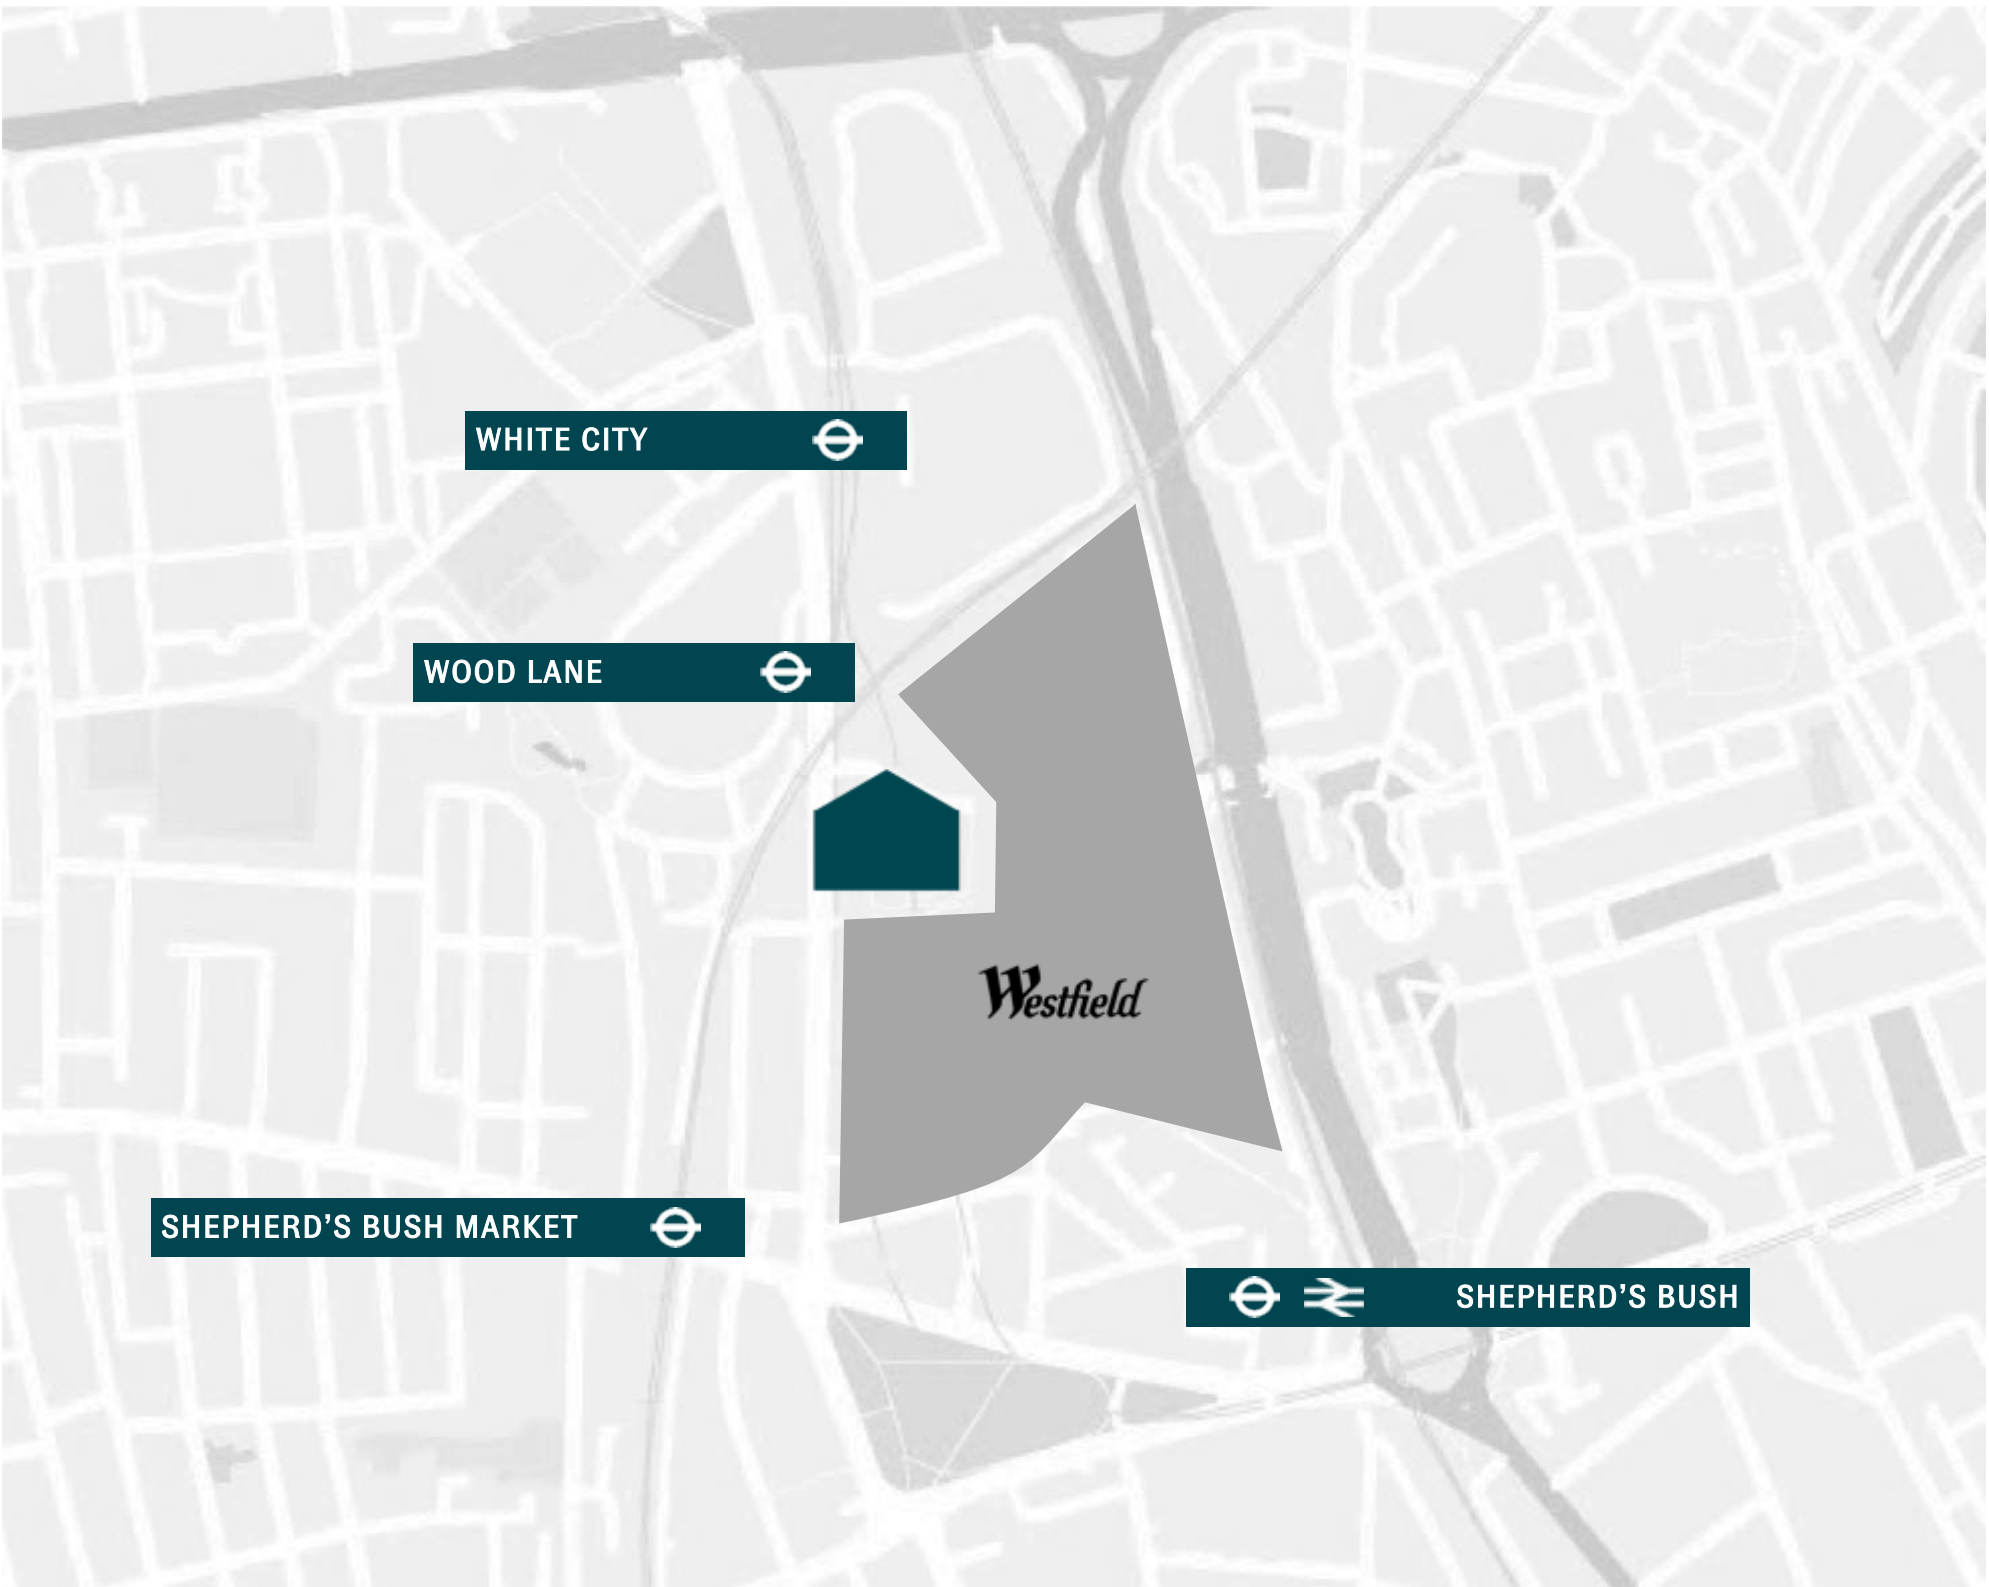 WHITE CITY
WOOD LANE
Westfield
SHEPHERD’S BUSH MARKET
SHEPHERD’S BUSH